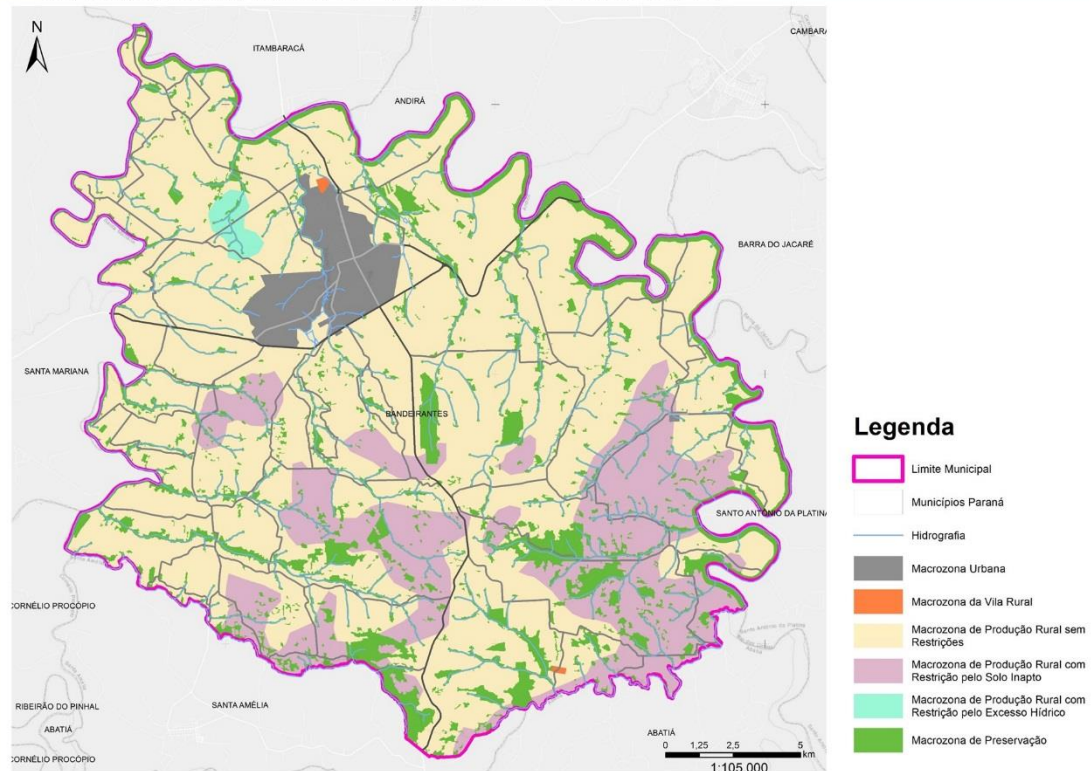 N
ITAMBARACÁ
CAMBARÁ
ANDIRÁ
BARRA DO JACARÉ
SANTA MARIANA
BANDEIRANTES
SANTO ANTÔNIO DA PLATINA
CORNÉLIO PROCÓPIO
RIBEIRÃO DO PINHAL
SANTA AMÉLIA
ABATIÁ
ABATIÁ
CORNÉLIO PROCÓPIO
0 1,25 2,5 5
km
1:105.000
Legenda
Limite Municipal
Municípios Paraná
Hidrografia
Macrozona Urbana
Macrozona da Vila Rural
Macrozona de Produção Rural sem
Restrições
Macrozona de Produção Rural com
Restrição pelo Solo Inapto
Macrozona de Produção Rural com
Restrição pelo Excesso Hídrico
Macrozona de Preservação